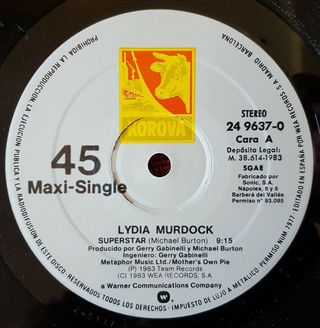 KOROVA
45
Maxi-Single
STEREO
24 9637-0
Cara A
Depósito Legal:
M. 38.614-1983
SGAE
Fabricado por
Sonic, S.A.
Nápoles, 6 y 8
Barberá del Vallés
Permiso nº 93.085
LYDIA MURDOCK
SUPERSTAR (Michael Burton) 9:15
Producido por Gerry Gabinelli y Michael Burton
Ingeniero: Gerry Gabinelli
Metaphor Music Ltd./Mother's Own Pie
(P) 1983 Team Records
(C) 1983 WEA RECORDS, S.A.
a Warner Communications Company
PROHIBIDA LA REPRODUCCION, LA EJECUCION PUBLICA Y LA RADIODIFUSION DE ESTE DISCO. RESERVADOS TODOS LOS DERECHOS - IMPUESTO DE LUJO A METALICO - PERMISO NUM 7977 - EDITADO EN ESPAÑA POR WEA RECORDS, S.A. MADRID BARCELONA